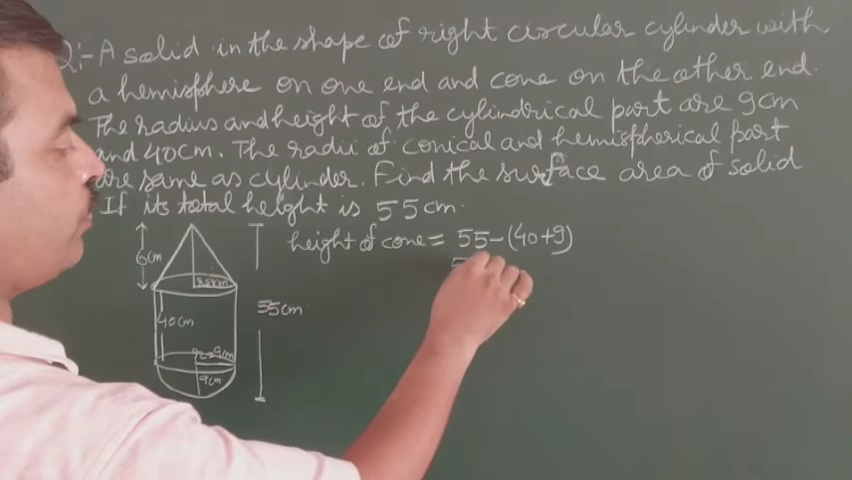 Q:- A solid in the shape of right circular cylinder with
a hemisphere on one end and cone on the other end.
The radius and height of the cylindrical part are 9cm
and 40cm. The radii of conical and hemispherical part
are same as cylinder. Find the surface area of solid
If its total height is 55cm.
height of cone = 55-(40+9)
6cm
40cm
55cm
r=9cm
9cm